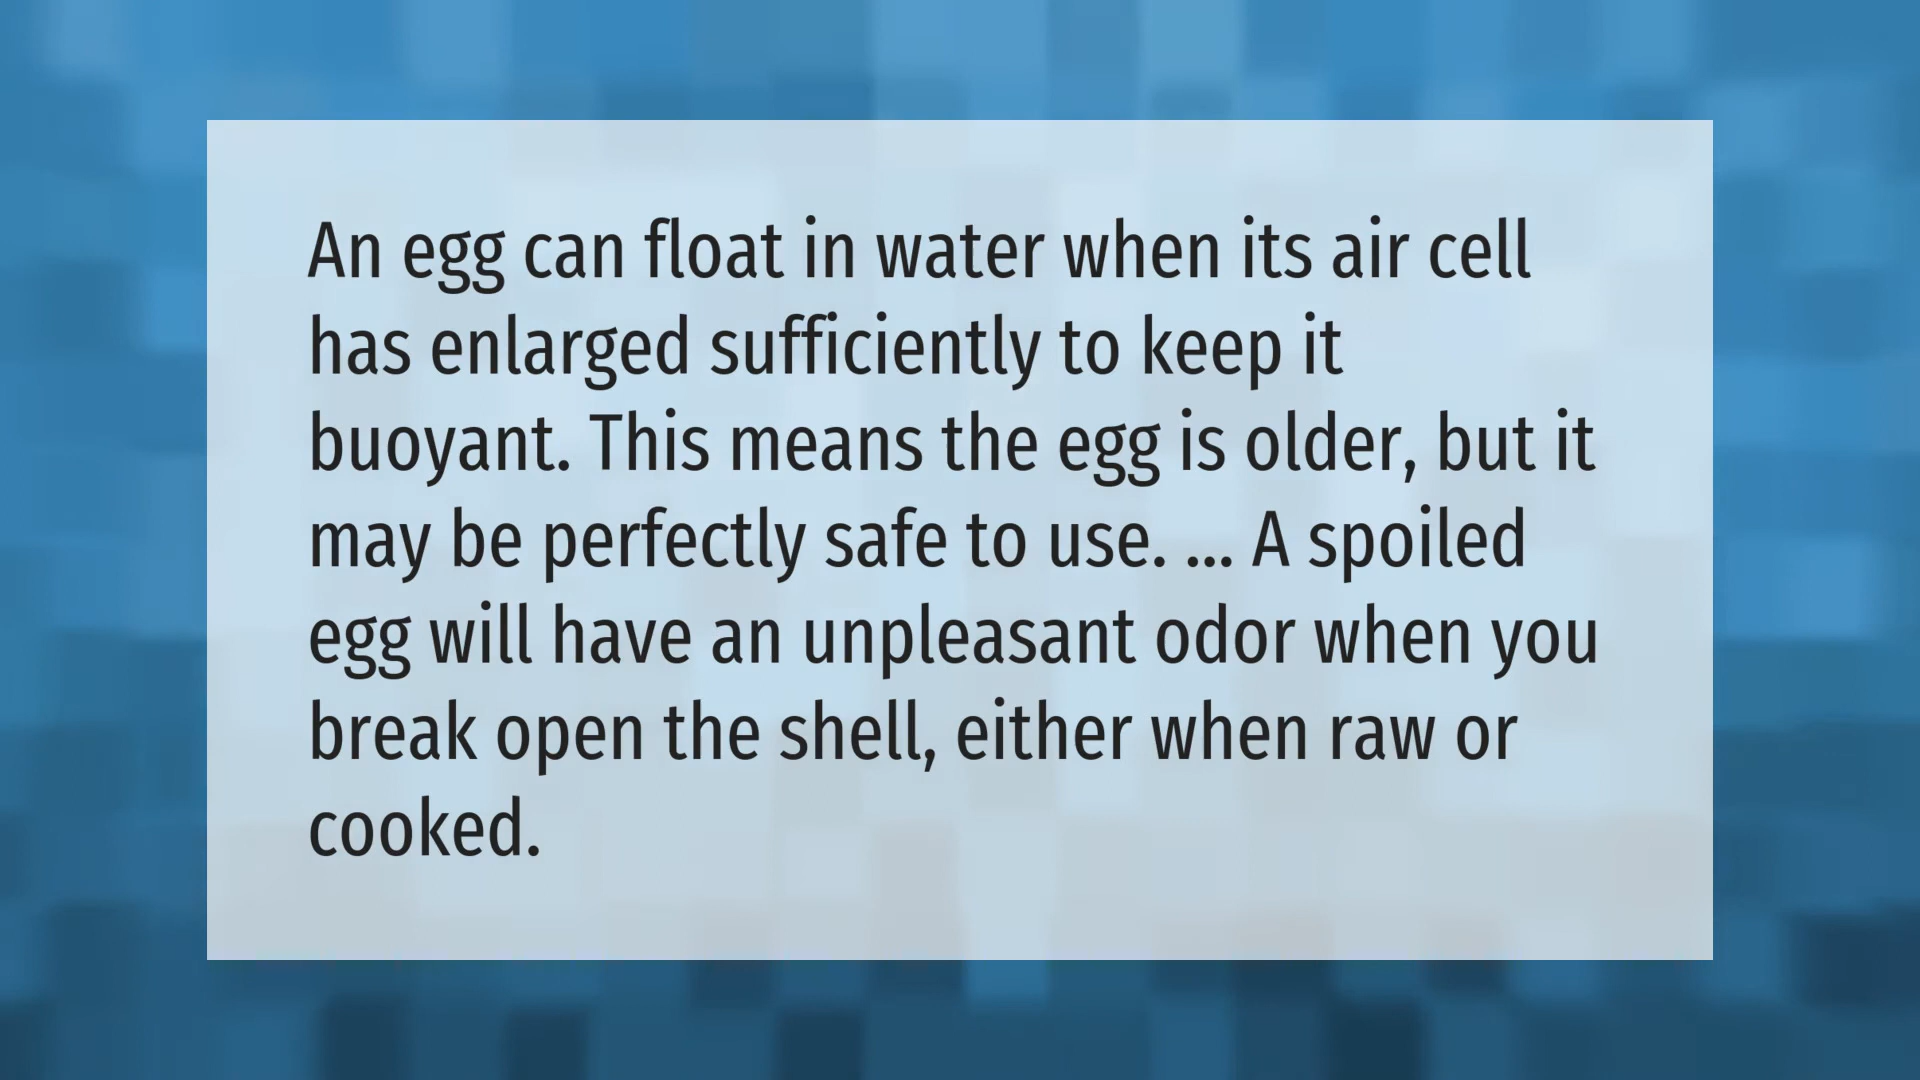 An egg can float in water when its air cell
has enlarged sufficiently to keep it
buoyant. This means the egg is older, but it
may be perfectly safe to use. ... A spoiled
egg will have an unpleasant odor when you
break open the shell, either when raw or
cooked.